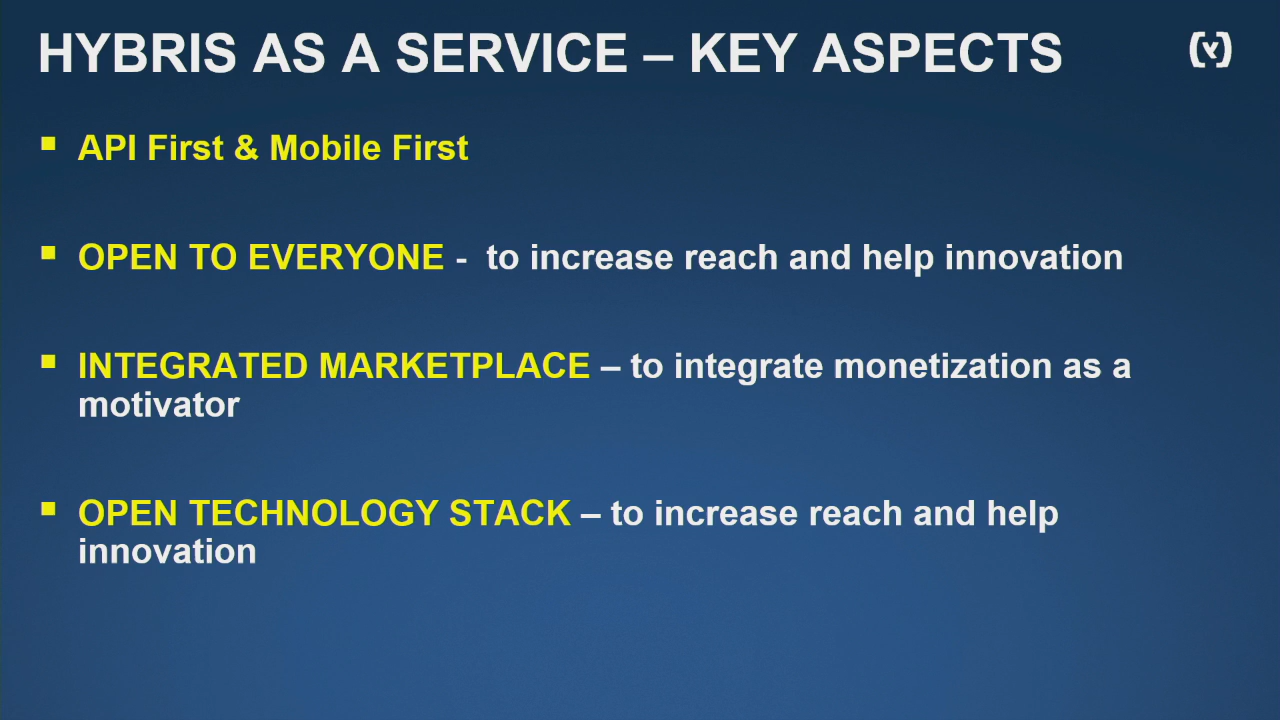 HYBRIS AS A SERVICE – KEY ASPECTS
▪ API First & Mobile First
▪ OPEN TO EVERYONE - to increase reach and help innovation
▪ INTEGRATED MARKETPLACE – to integrate monetization as a
motivator
▪ OPEN TECHNOLOGY STACK – to increase reach and help
innovation